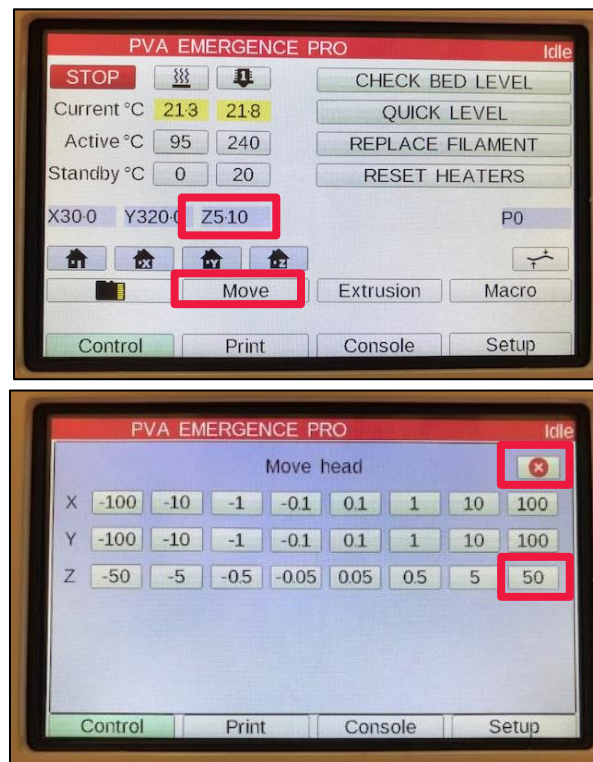 PVA EMERGENCE PRO Idle
STOP 1 CHECK BED LEVEL
Current °C 21·3 21·8 QUICK LEVEL
Active °C 95 240 REPLACE FILAMENT
Standby °C 0 20 RESET HEATERS
X30·0 Y320·0 Z5·10 P0
X Y Z
Move Extrusion Macro
Control Print Console Setup
PVA EMERGENCE PRO Idle
Move head
X -100 -10 -1 -0.1 0.1 1 10 100
Y -100 -10 -1 -0.1 0.1 1 10 100
Z -50 -5 -0.5 -0.05 0.05 0.5 5 50
Control Print Console Setup